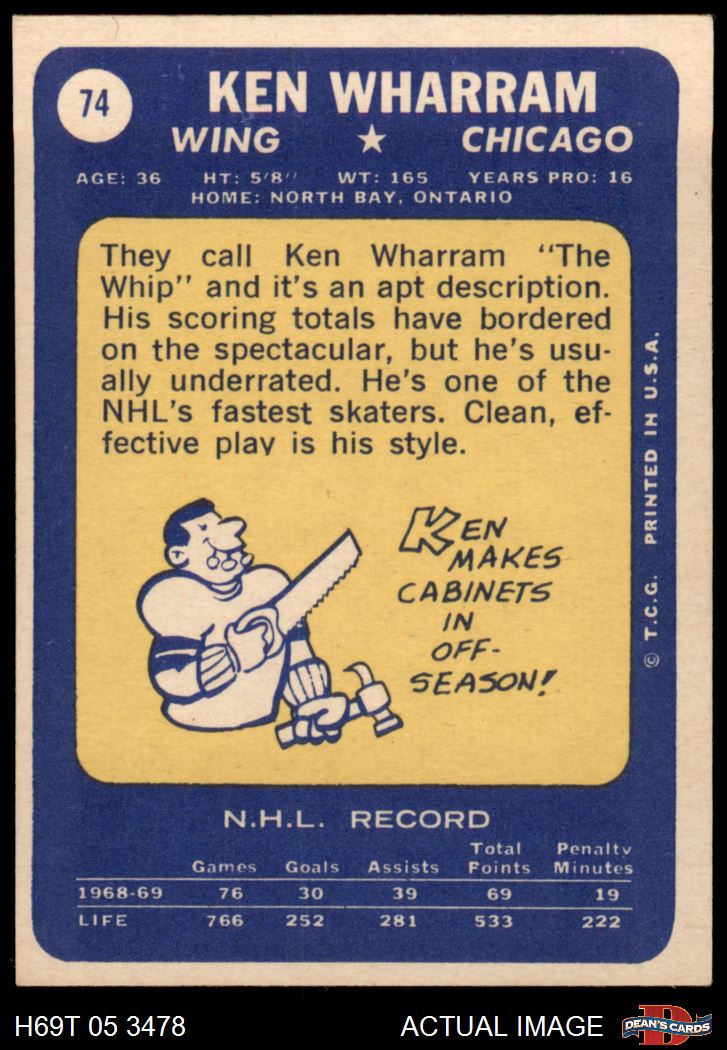 74
KEN WHARRAM
WING ★ CHICAGO
AGE: 36 HT: 5'8'' WT: 165 YEARS PRO: 16
HOME: NORTH BAY, ONTARIO
They call Ken Wharram "The
Whip" and it's an apt description.
His scoring totals have bordered
on the spectacular, but he's usu-
ally underrated. He's one of the
NHL's fastest skaters. Clean, ef-
fective play is his style.
KEN
MAKES
CABINETS
IN
OFF-
SEASON!
© T.C.G. PRINTED IN U.S.A.
N.H.L. RECORD
Total Penalty
Games Goals Assists Points Minutes
1968-69 76 30 39 69 19
LIFE 766 252 281 533 222
H69T 05 3478 ACTUAL IMAGE
D
DEAN'S CARDS